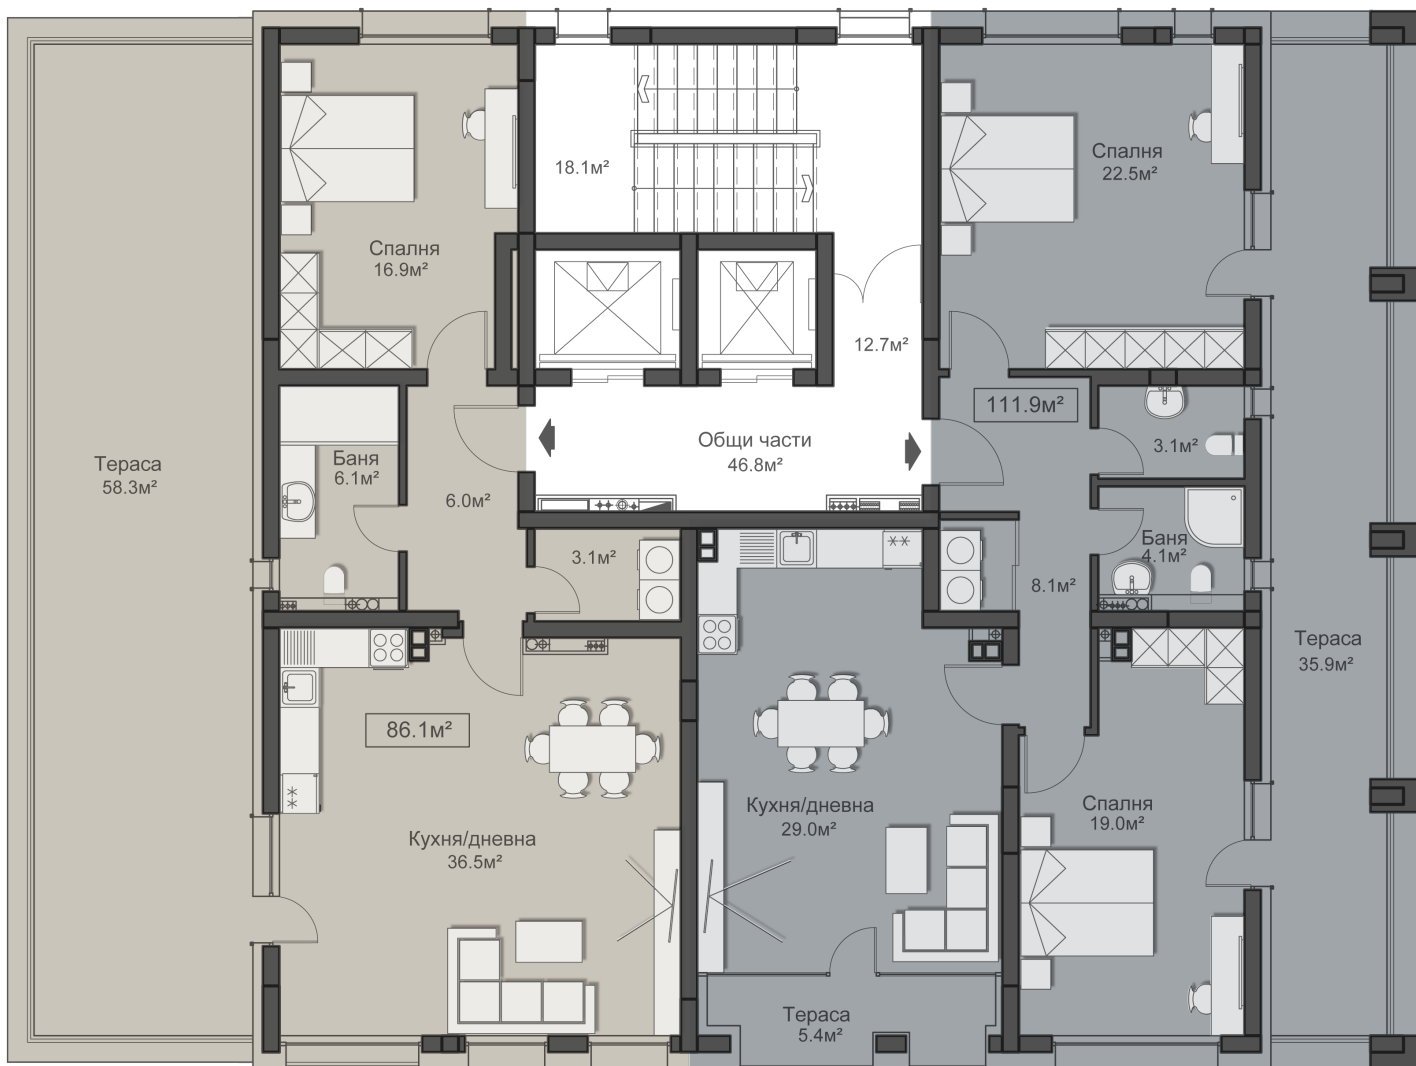 18.1м²
Спалня
22.5м²
Спалня
16.9м²
12.7м²
111.9м²
Общи части
46.8м²
3.1м²
Тераса
58.3м²
Баня
6.1м²
6.0м²
3.1м²
Баня
4.1м²
8.1м²
Тераса
35.9м²
86.1м²
Кухня/дневна
36.5м²
Кухня/дневна
29.0м²
Спалня
19.0м²
Тераса
5.4м²